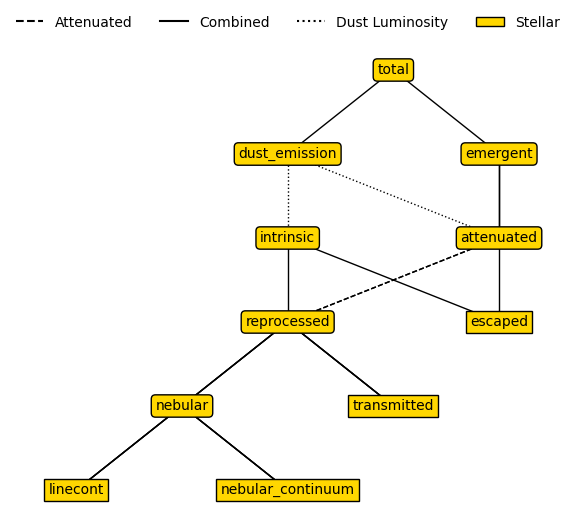 Attenuated Combined Dust Luminosity Stellar
total
dust_emission emergent
intrinsic attenuated
reprocessed escaped
nebular transmitted
linecont nebular_continuum